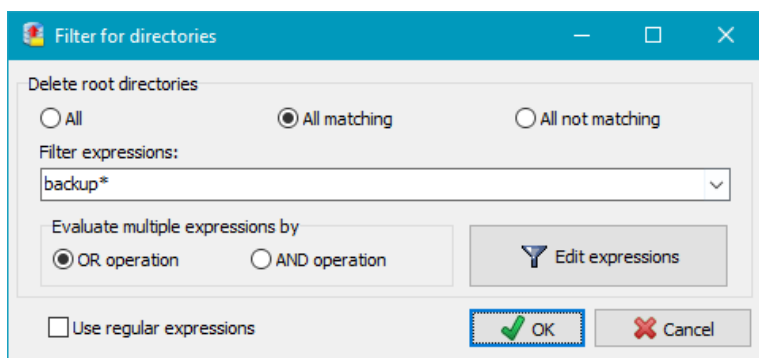 Filter for directories
Delete root directories
All All matching All not matching
Filter expressions:
backup*
Evaluate multiple expressions by
OR operation AND operation Edit expressions
Use regular expressions OK Cancel